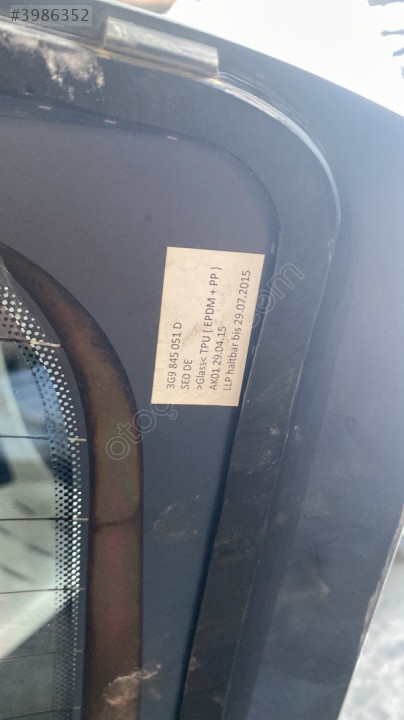 #3986352
3G9 845 051 D
SEO DE
>Glass< TPU ( EPDM + PP )
AK01 29.04.15
LLP haltbar bis 29.07.2015